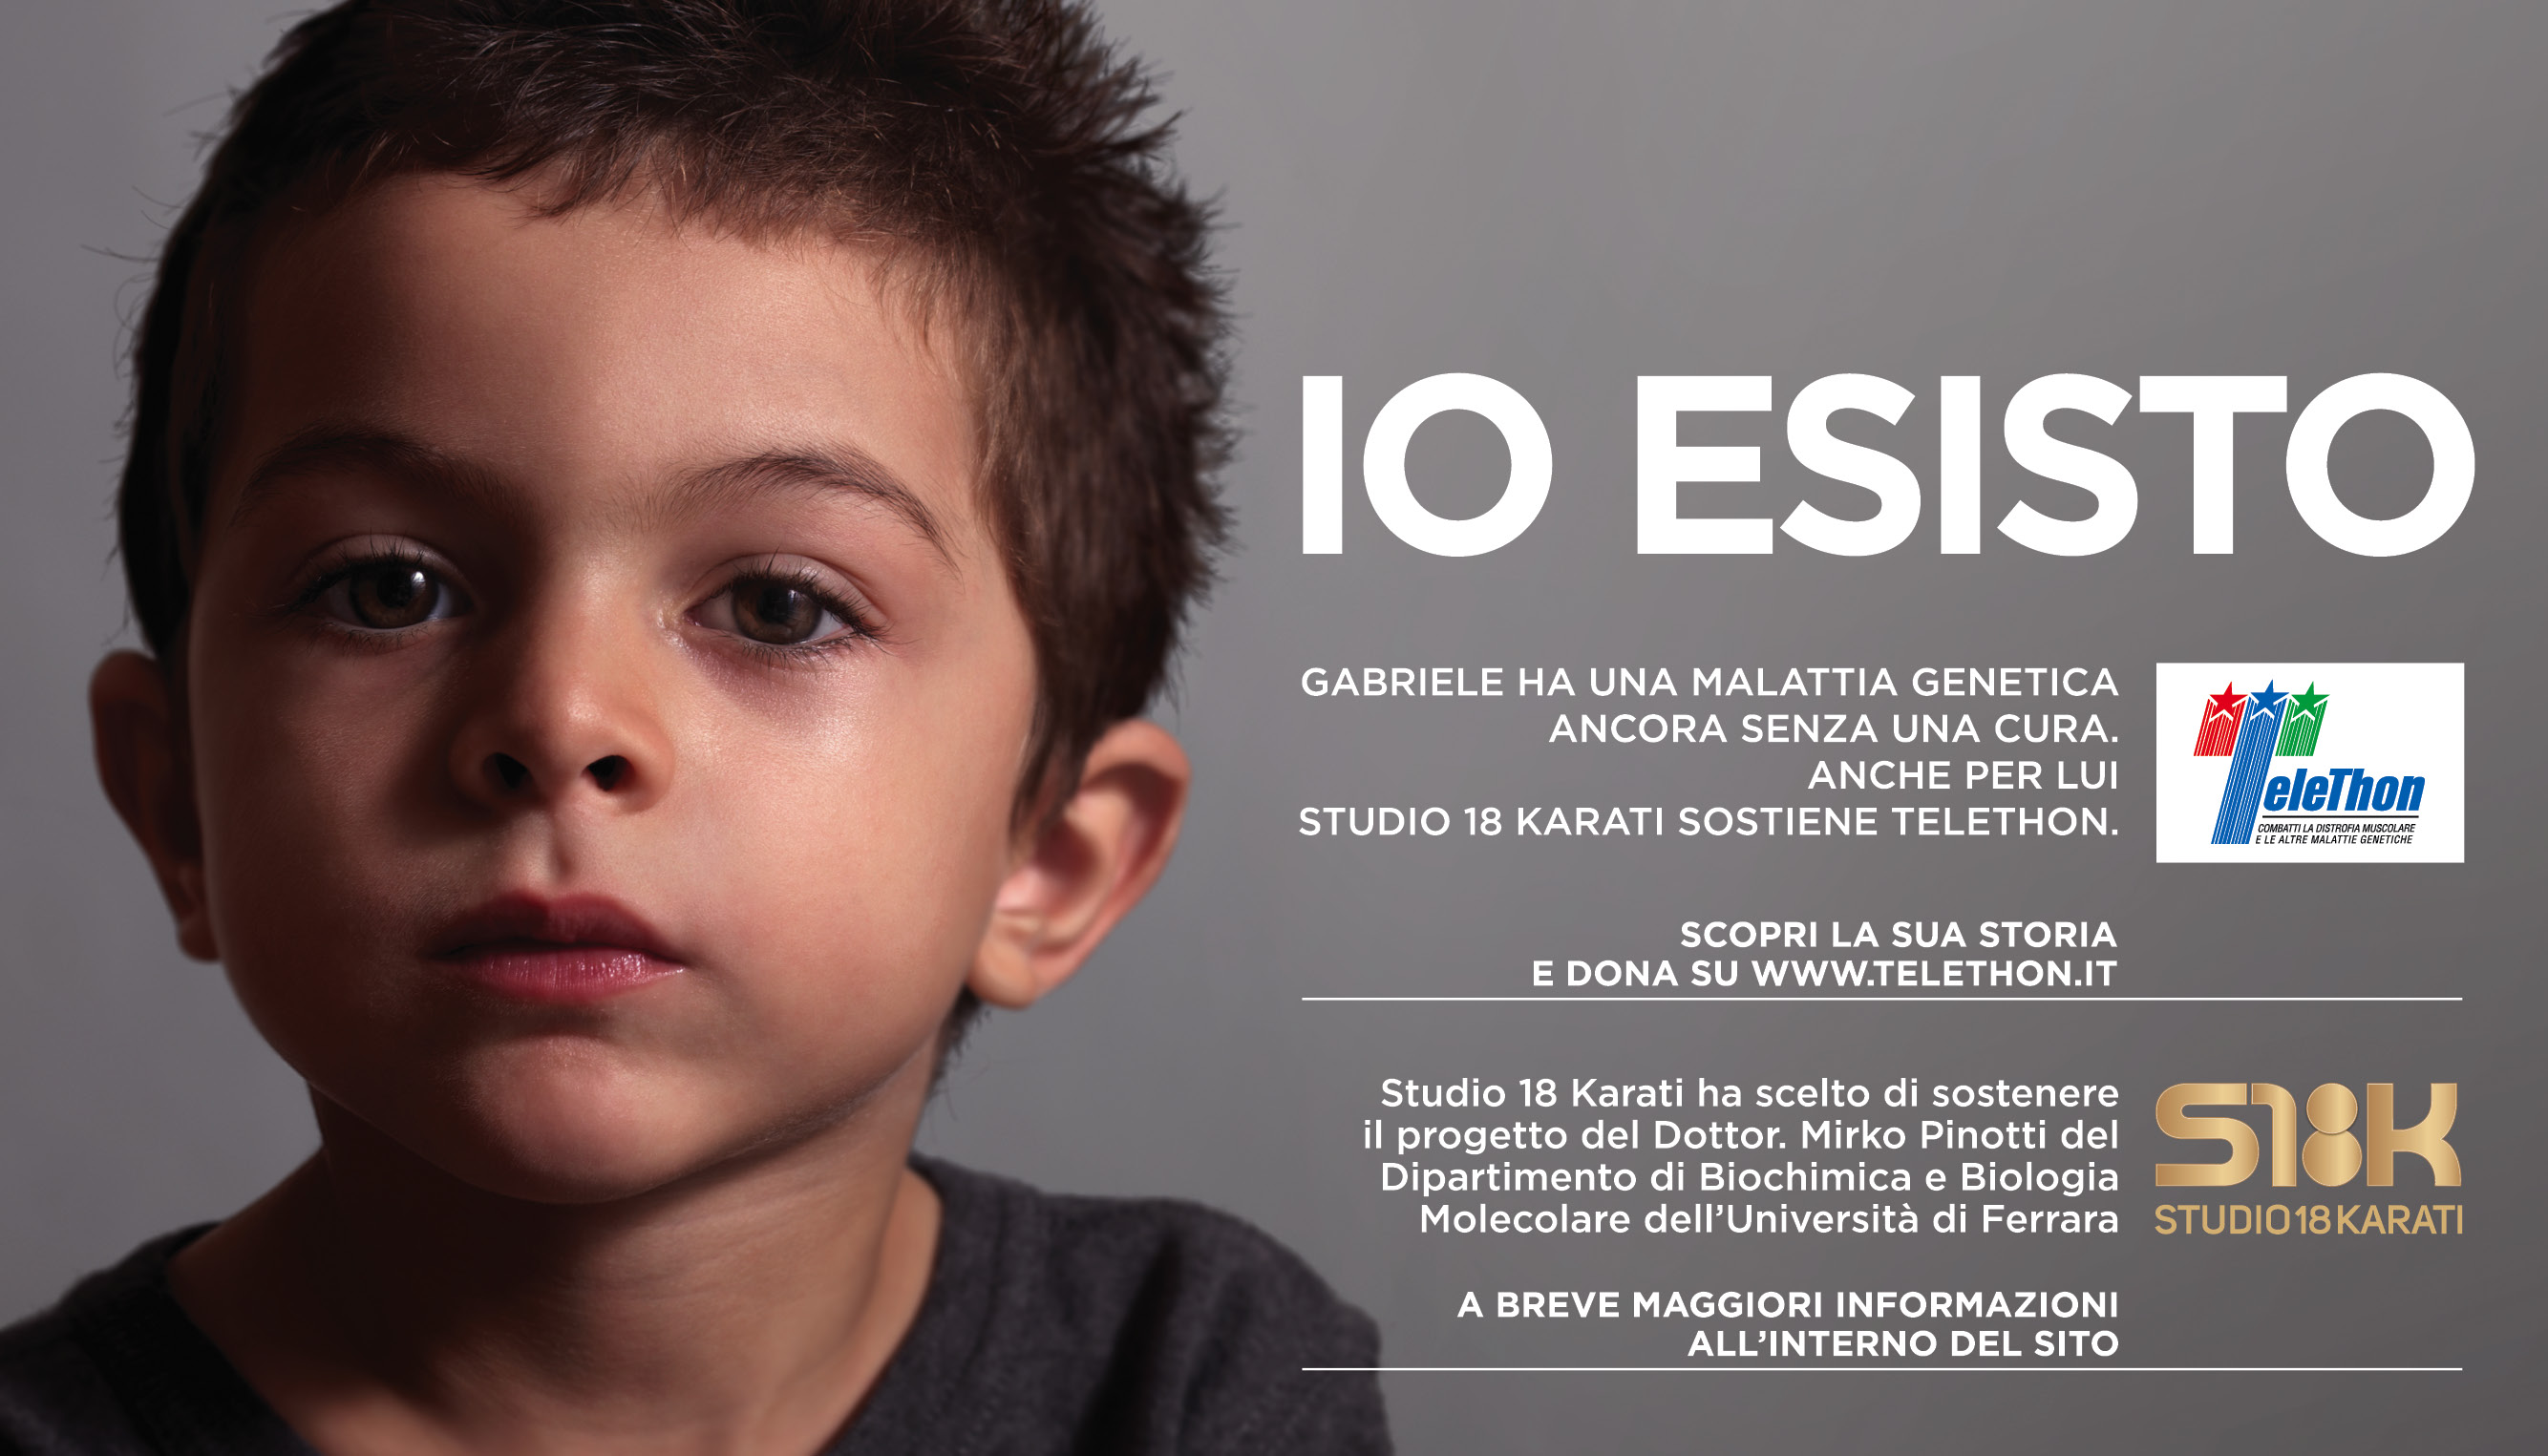 IO ESISTO
GABRIELE HA UNA MALATTIA GENETICA
ANCORA SENZA UNA CURA.
ANCHE PER LUI
STUDIO 18 KARATI SOSTIENE TELETHON.
TeleThon
COMBATTI LA DISTROFIA MUSCOLARE
E LE ALTRE MALATTIE GENETICHE
SCOPRI LA SUA STORIA
E DONA SU WWW.TELETHON.IT
Studio 18 Karati ha scelto di sostenere
il progetto del Dottor. Mirko Pinotti del
Dipartimento di Biochimica e Biologia
Molecolare dell’Università di Ferrara
S18K
STUDIO18KARATI
A BREVE MAGGIORI INFORMAZIONI
ALL’INTERNO DEL SITO